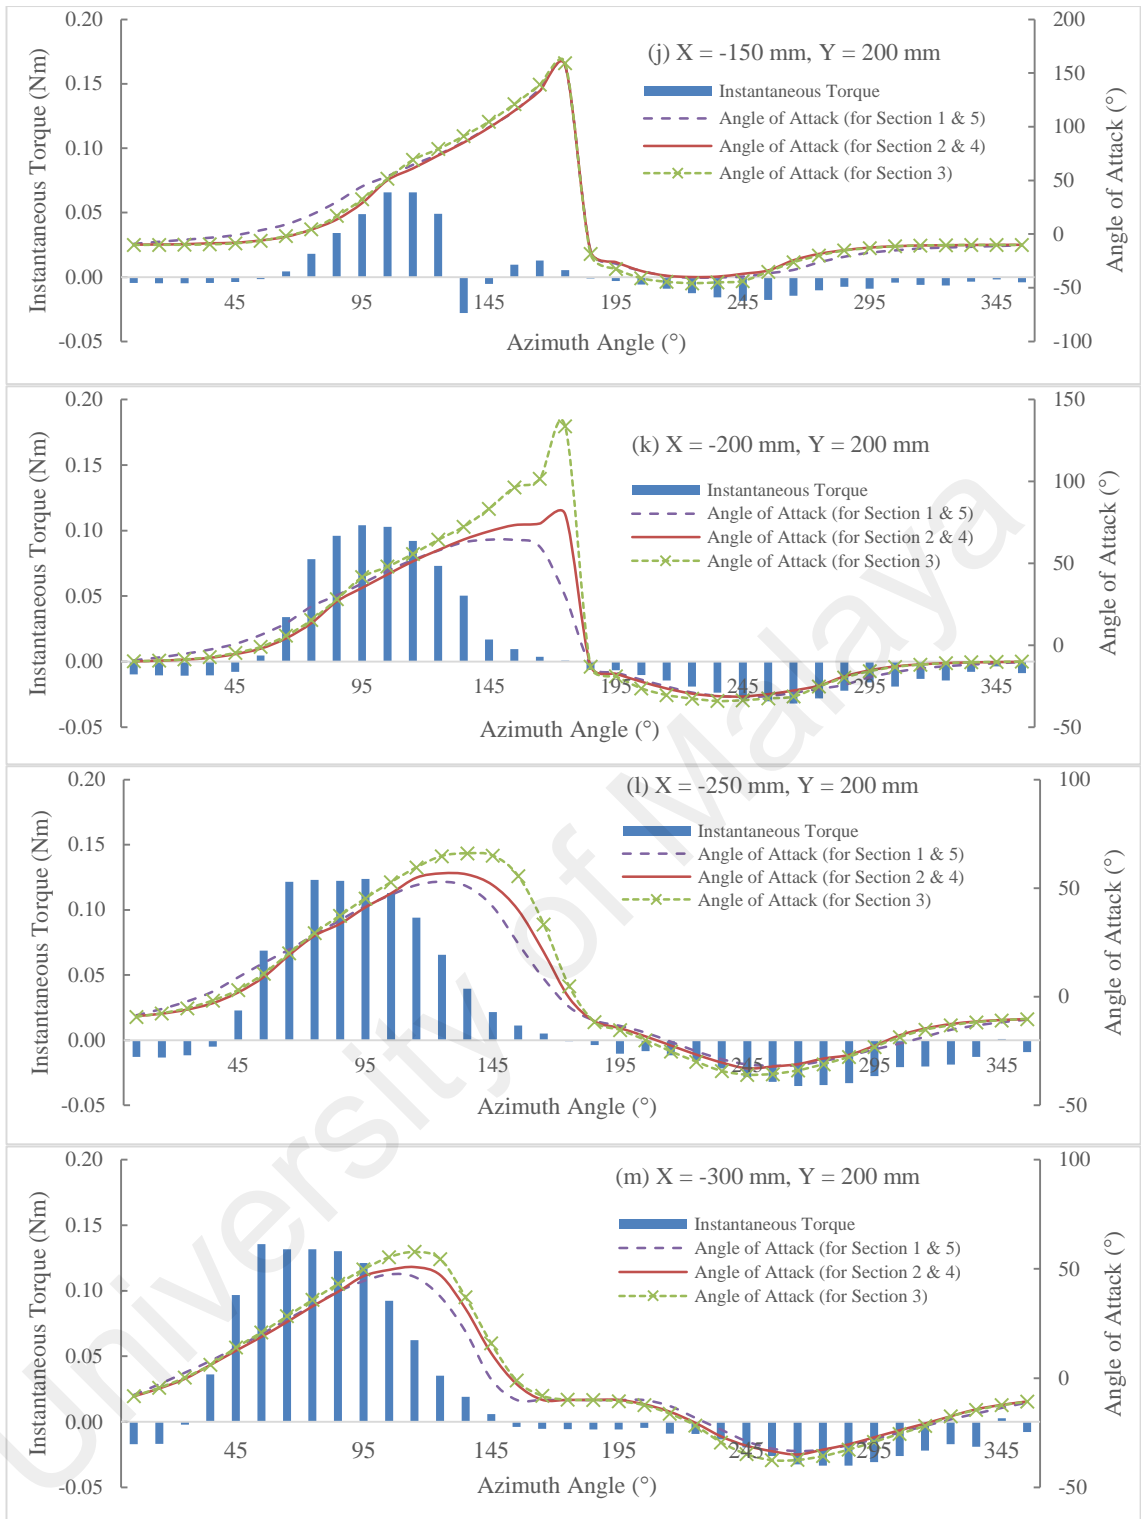 (j) X = -150 mm, Y = 200 mm
Instantaneous Torque
Angle of Attack (for Section 1 & 5)
Angle of Attack (for Section 2 & 4)
Angle of Attack (for Section 3)
Instantaneous Torque (Nm)
0.20
0.15
0.10
0.05
0.00
-0.05
45 95 145 195 245 295 345
Azimuth Angle (°)
200
150
100
50
0
-50
-100
Angle of Attack (°)
(k) X = -200 mm, Y = 200 mm
Instantaneous Torque
Angle of Attack (for Section 1 & 5)
Angle of Attack (for Section 2 & 4)
Angle of Attack (for Section 3)
Instantaneous Torque (Nm)
0.20
0.15
0.10
0.05
0.00
-0.05
45 95 145 195 245 295 345
Azimuth Angle (°)
150
100
50
0
-50
Angle of Attack (°)
(l) X = -250 mm, Y = 200 mm
Instantaneous Torque
Angle of Attack (for Section 1 & 5)
Angle of Attack (for Section 2 & 4)
Angle of Attack (for Section 3)
Instantaneous Torque (Nm)
0.20
0.15
0.10
0.05
0.00
-0.05
45 95 145 195 245 295 345
Azimuth Angle (°)
100
50
0
-50
Angle of Attack (°)
(m) X = -300 mm, Y = 200 mm
Instantaneous Torque
Angle of Attack (for Section 1 & 5)
Angle of Attack (for Section 2 & 4)
Angle of Attack (for Section 3)
Instantaneous Torque (Nm)
0.20
0.15
0.10
0.05
0.00
-0.05
45 95 145 195 245 295 345
Azimuth Angle (°)
100
50
0
-50
Angle of Attack (°)
University of Malaya